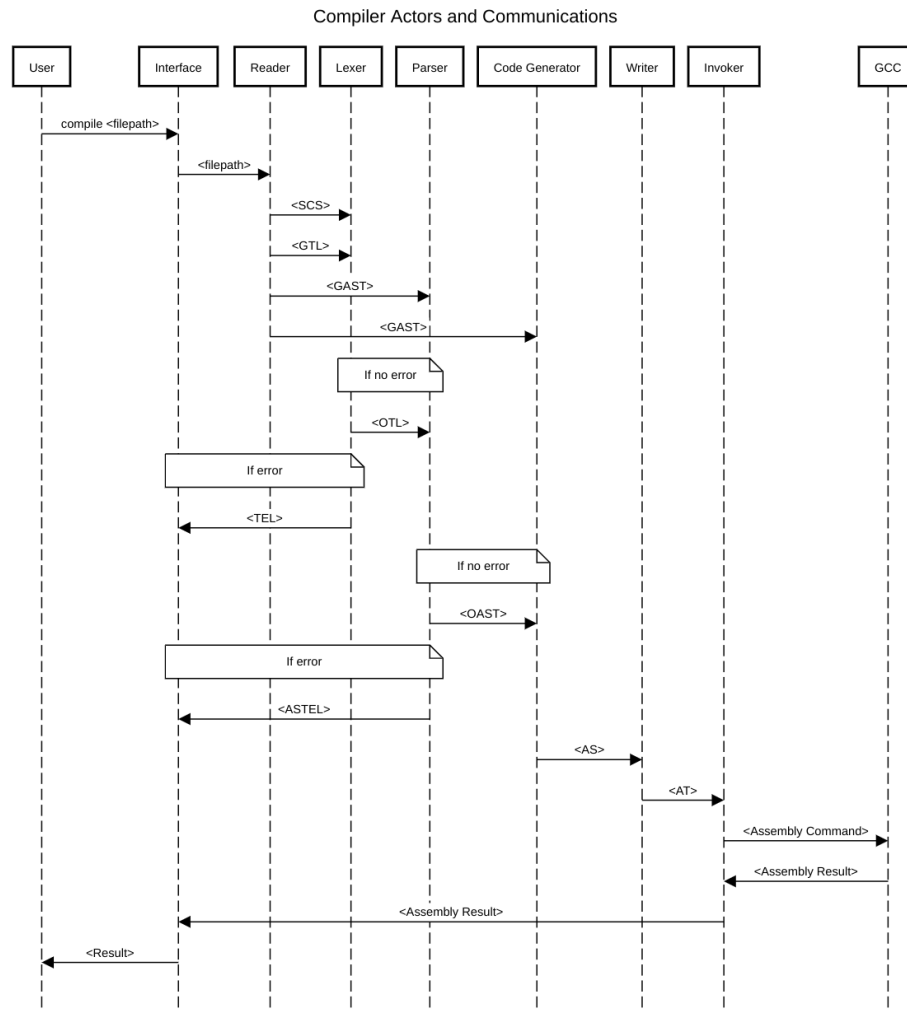 Compiler Actors and Communications
User Interface Reader Lexer Parser Code Generator Writer Invoker GCC
compile <filepath>
<filepath>
<SCS>
<GTL>
<GAST>
<GAST>
If no error
<OTL>
If error
<TEL>
If no error
<OAST>
If error
<ASTEL>
<AS>
<AT>
<Assembly Command>
<Assembly Result>
<Assembly Result>
<Result>